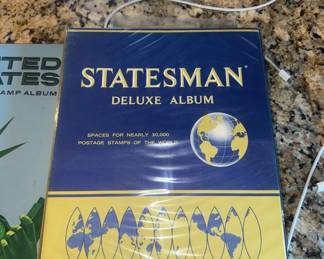 STATESMAN®
DELUXE ALBUM
SPACES FOR NEARLY 30,000
POSTAGE STAMPS OF THE WORLD
TED
ATES
AMP ALBUM